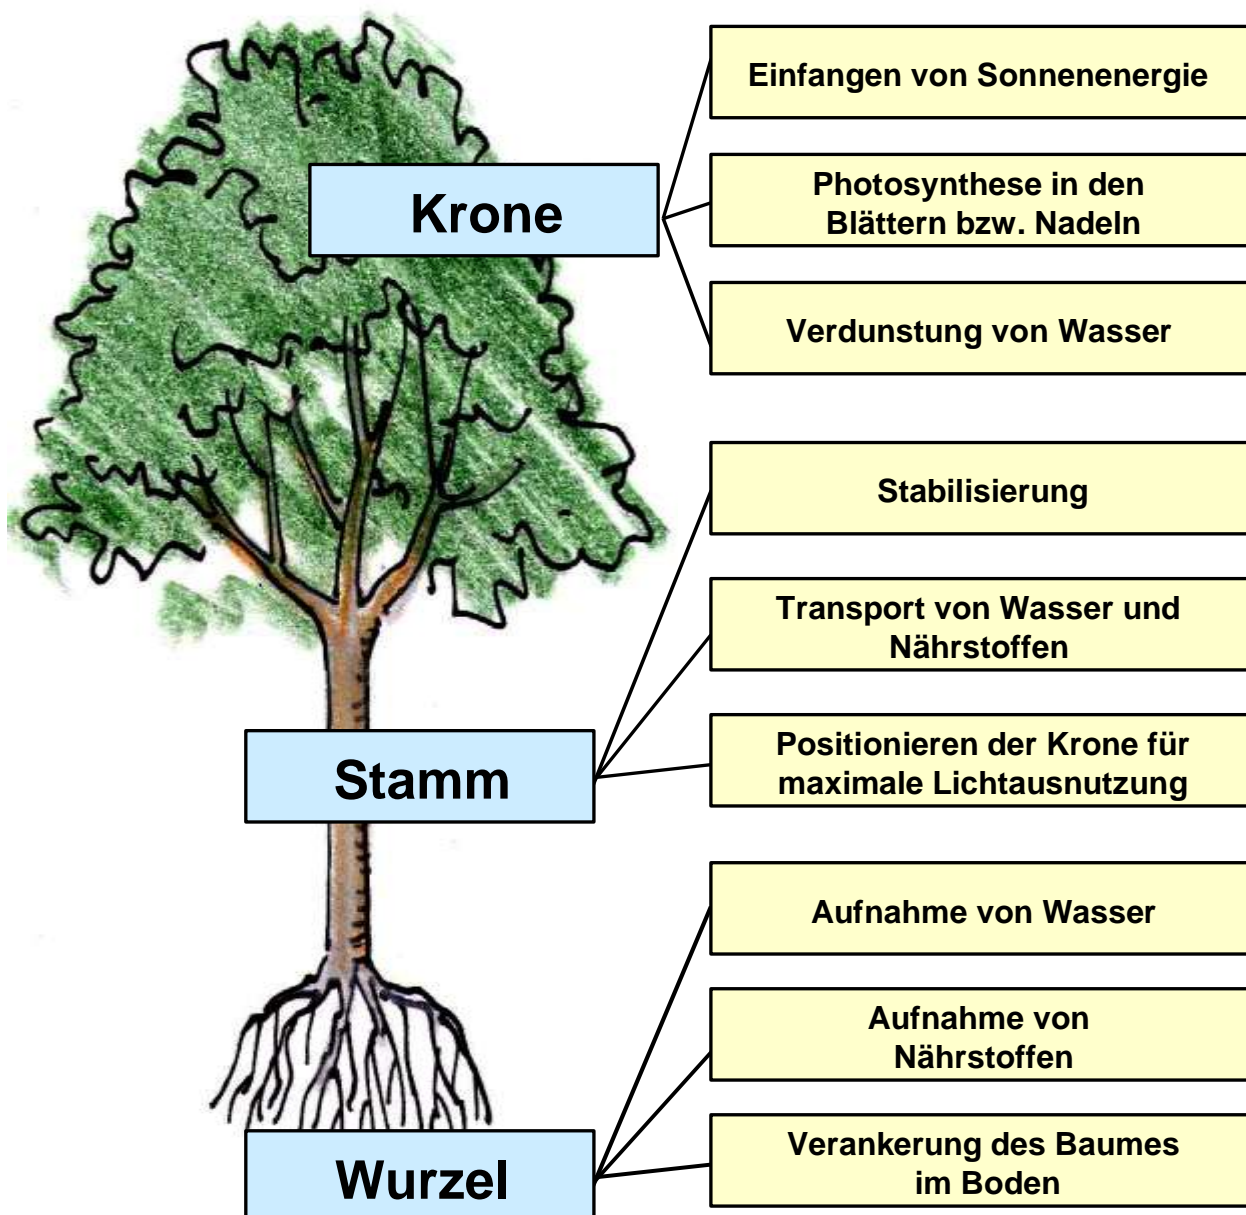 Krone
Einfangen von Sonnenenergie
Photosynthese in den
Blättern bzw. Nadeln
Verdunstung von Wasser
Stamm
Stabilisierung
Transport von Wasser und
Nährstoffen
Positionieren der Krone für
maximale Lichtausnutzung
Wurzel
Aufnahme von Wasser
Aufnahme von
Nährstoffen
Verankerung des Baumes
im Boden